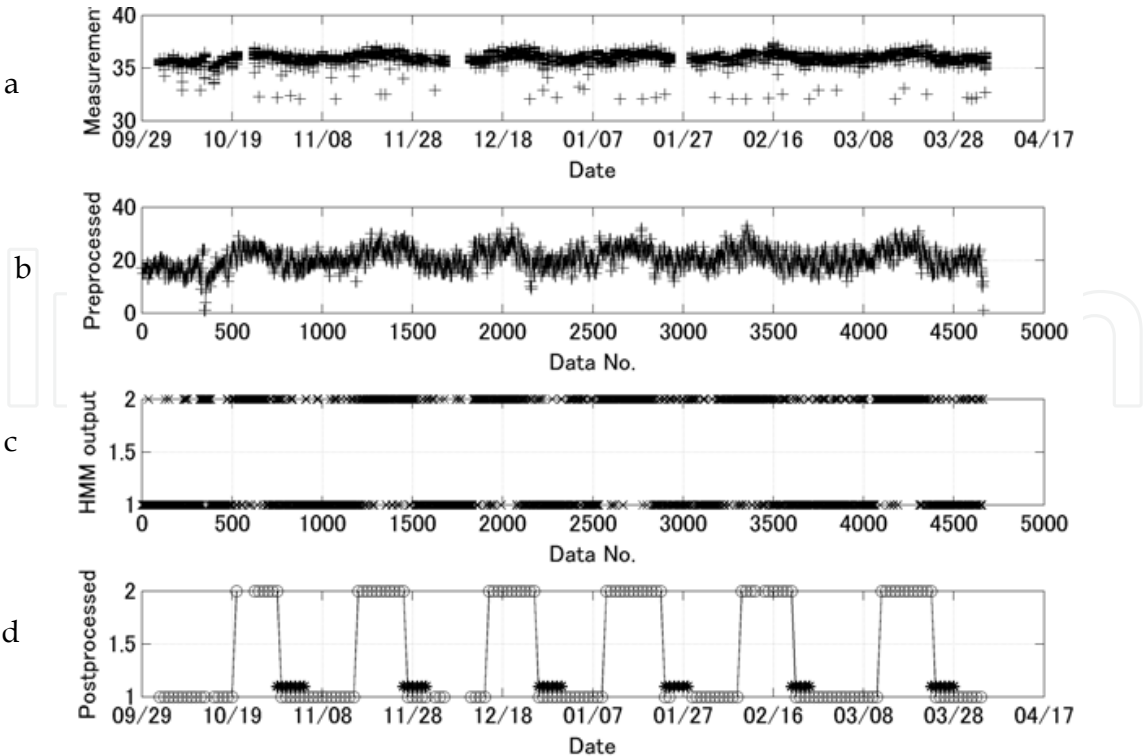 a
Measurement
40
35
30
09/29 10/19 11/08 11/28 12/18 01/07 01/27 02/16 03/08 03/28 04/17
Date
b
Preprocessed
40
20
0
0 500 1000 1500 2000 2500 3000 3500 4000 4500 5000
Data No.
c
HMM output
2
1.5
1
0 500 1000 1500 2000 2500 3000 3500 4000 4500 5000
Data No.
d
Postprocessed
2
1.5
1
09/29 10/19 11/08 11/28 12/18 01/07 01/27 02/16 03/08 03/28 04/17
Date